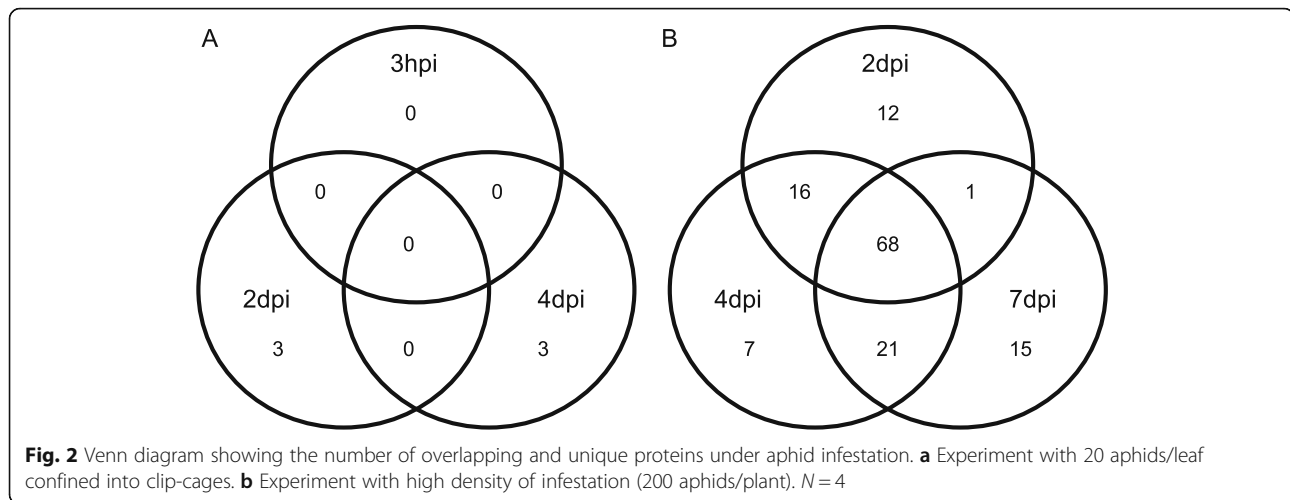 A
3hpi
0
0
0
0
2dpi
4dpi
3
0
3
B
2dpi
12
16
1
68
4dpi
7dpi
7
21
15
Fig. 2 Venn diagram showing the number of overlapping and unique proteins under aphid infestation. a Experiment with 20 aphids/leaf
confined into clip-cages. b Experiment with high density of infestation (200 aphids/plant). N = 4